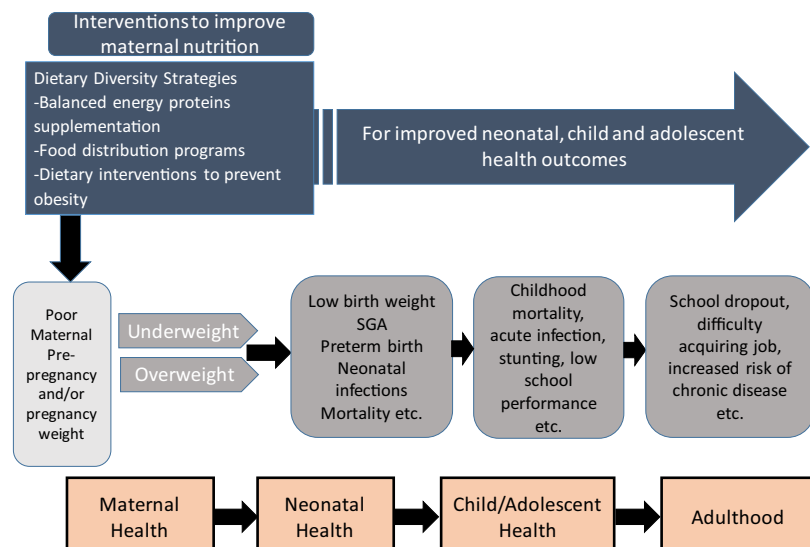 Interventions to improve
maternal nutrition
Dietary Diversity Strategies
-Balanced energy proteins
supplementation
-Food distribution programs
-Dietary interventions to prevent
obesity
For improved neonatal, child and adolescent
health outcomes
Poor
Maternal
Pre-
pregnancy
and/or
pregnancy
weight
Underweight
Overweight
Low birth weight
SGA
Preterm birth
Neonatal
infections
Mortality etc.
Childhood
mortality,
acute infection,
stunting, low
school
performance
etc.
School dropout,
difficulty
acquiring job,
increased risk of
chronic disease
etc.
Maternal
Health
Neonatal
Health
Child/Adolescent
Health
Adulthood